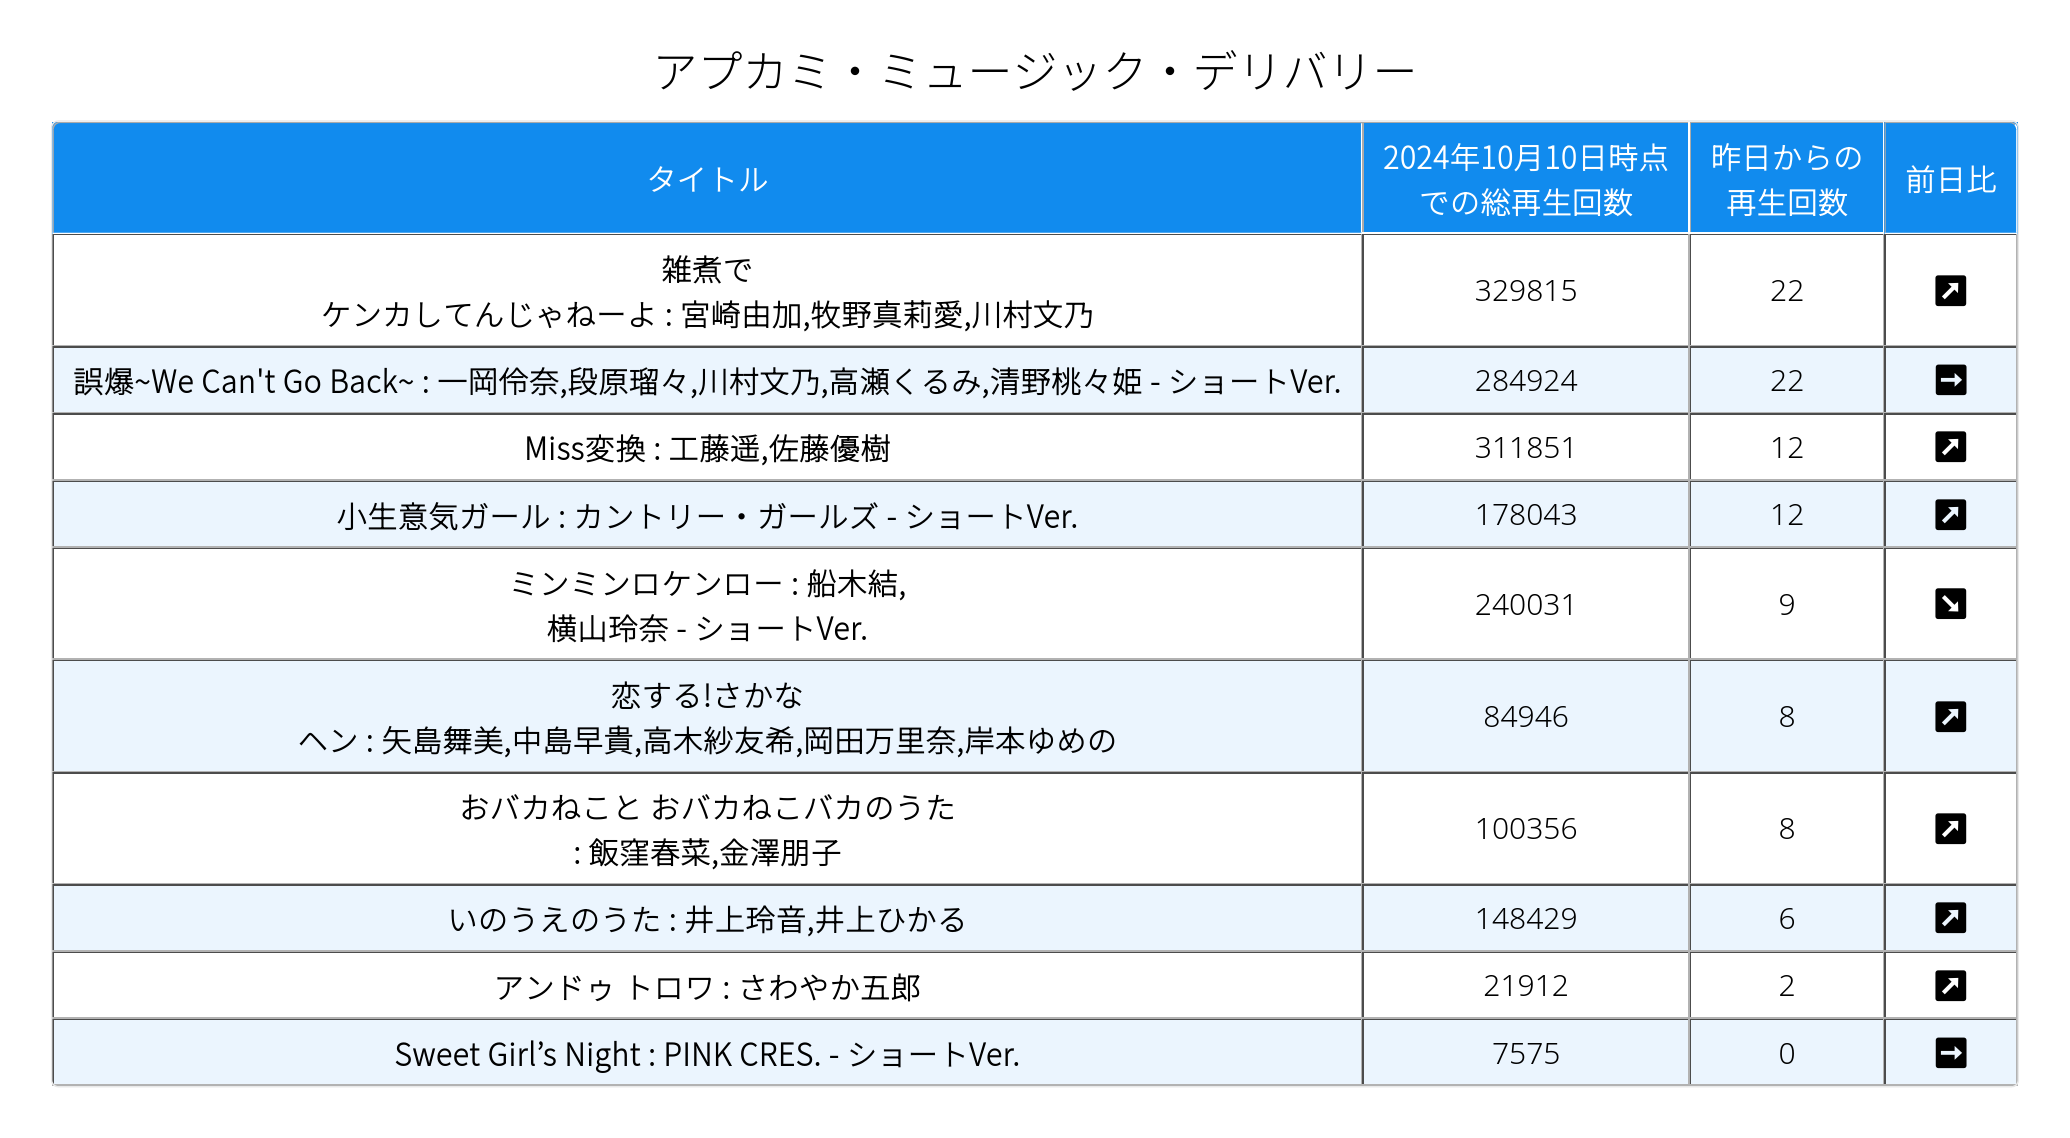 アプカミ・ミュージック・デリバリー
タイトル
2024年10月10日時点
での総再生回数
昨日からの
再生回数
前日比
雑煮で
ケンカしてんじゃねーよ : 宮崎由加,牧野真莉愛,川村文乃
329815
22
誤爆~We Can't Go Back~ : 一岡伶奈,段原瑠々,川村文乃,高瀬くるみ,清野桃々姫 - ショートVer.
284924
22
Miss変換 : 工藤遥,佐藤優樹
311851
12
小生意気ガール : カントリー・ガールズ - ショートVer.
178043
12
ミンミンロケンロー : 船木結,
横山玲奈 - ショートVer.
240031
9
恋する!さかな
ヘン : 矢島舞美,中島早貴,高木紗友希,岡田万里奈,岸本ゆめの
84946
8
おバカねこと おバカねこバカのうた
: 飯窪春菜,金澤朋子
100356
8
いのうえのうた : 井上玲音,井上ひかる
148429
6
アンドゥ トロワ : さわやか五郎
21912
2
Sweet Girl’s Night : PINK CRES. - ショートVer.
7575
0